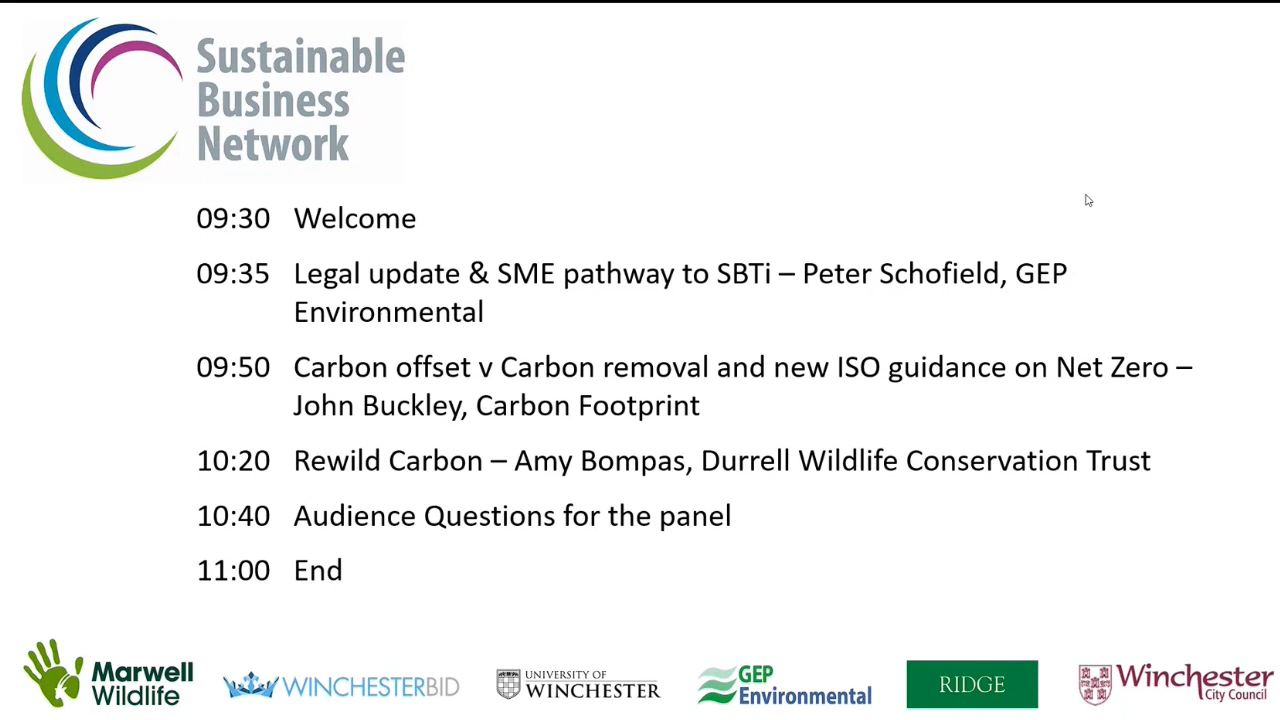 Sustainable
Business
Network
09:30 Welcome
09:35 Legal update & SME pathway to SBTi – Peter Schofield, GEP
Environmental
09:50 Carbon offset v Carbon removal and new ISO guidance on Net Zero –
John Buckley, Carbon Footprint
10:20 Rewild Carbon – Amy Bompas, Durrell Wildlife Conservation Trust
10:40 Audience Questions for the panel
11:00 End
Marwell
Wildlife
WINCHESTERBID
UNIVERSITY OF
WINCHESTER
GEP
Environmental
RIDGE
Winchester
City Council